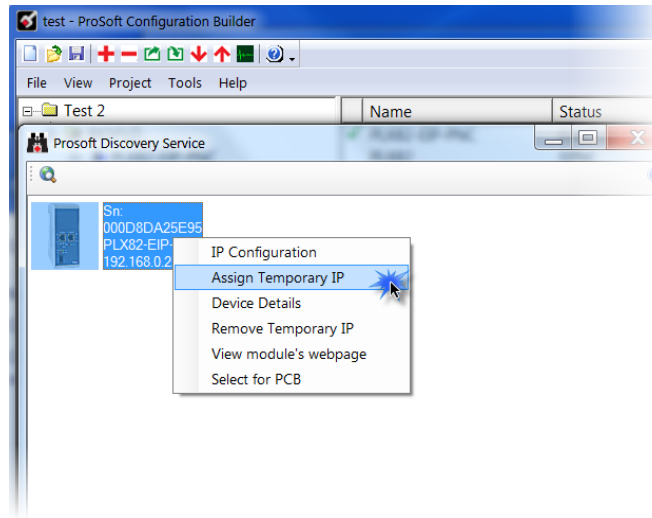 test - ProSoft Configuration Builder
File View Project Tools Help
Test 2
Name Status
Prosoft Discovery Service
Sn:
000D8DA25E95
PLX82-EIP-
192.168.0.2
IP Configuration
Assign Temporary IP
Device Details
Remove Temporary IP
View module's webpage
Select for PCB